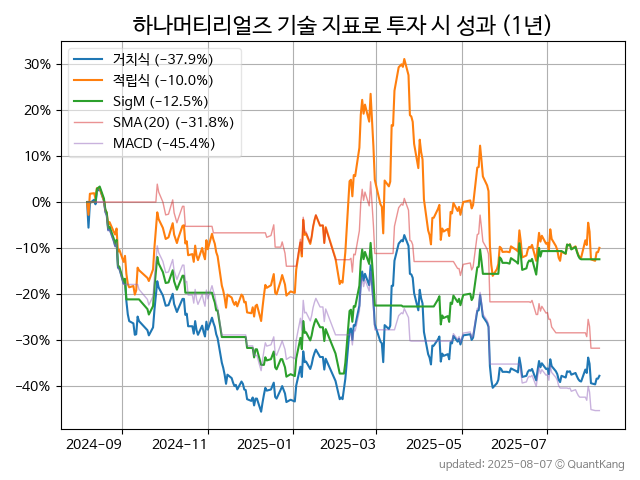 하나머티리얼즈 기술 지표로 투자 시 성과 (1년)
거치식 (−37.9%)
적립식 (−10.0%)
SigM (−12.5%)
SMA(20) (−31.8%)
MACD (−45.4%)
30%
20%
10%
0%
−10%
−20%
−30%
−40%
2024-09 2024-11 2025-01 2025-03 2025-05 2025-07
updated: 2025-08-07 © QuantKang